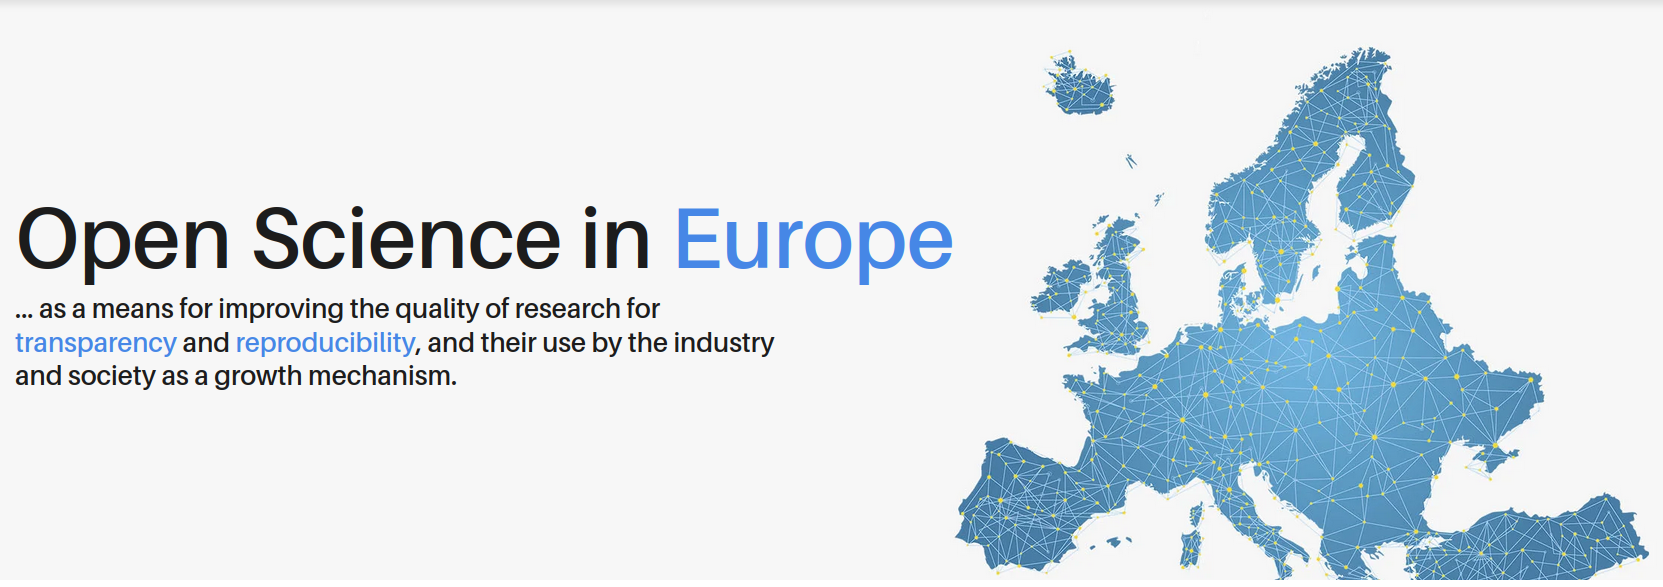 Open Science in Europe
... as a means for improving the quality of research for
transparency and reproducibility, and their use by the industry
and society as a growth mechanism.